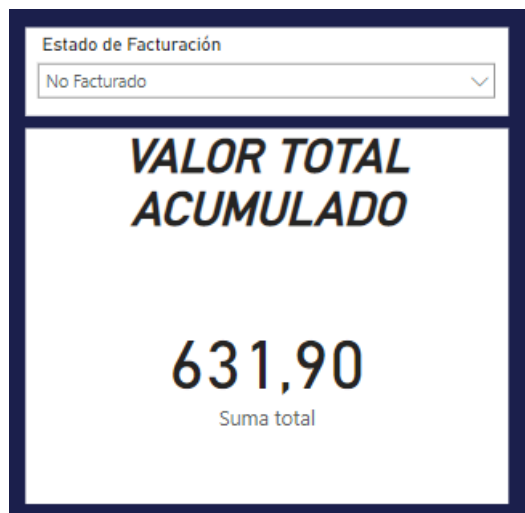 Estado de Facturación
No Facturado
VALOR TOTAL
ACUMULADO
631,90
Suma total